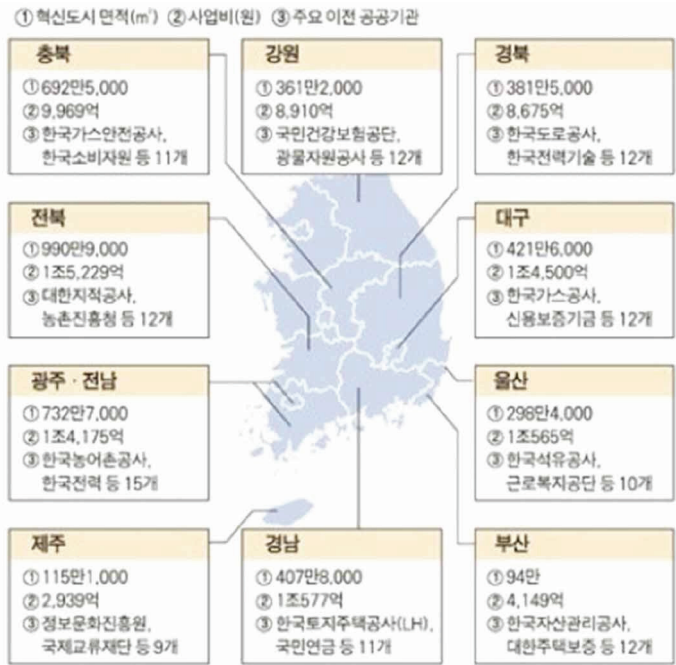 ① 혁신도시 면적(㎡) ② 사업비(원) ③ 주요 이전 공공기관
충북
① 692만5,000
② 9,969억
③ 한국가스안전공사,
한국소비자원 등 11개
강원
① 361만2,000
② 8,910억
③ 국민건강보험공단,
광물자원공사 등 12개
경북
① 381만5,000
② 8,675억
③ 한국도로공사,
한국전력기술 등 12개
전북
① 990만9,000
② 1조5,229억
③ 대한지적공사,
농촌진흥청 등 12개
대구
① 421만6,000
② 1조4,500억
③ 한국가스공사,
신용보증기금 등 12개
광주·전남
① 732만7,000
② 1조4,175억
③ 한국농어촌공사,
한국전력 등 15개
울산
① 298만4,000
② 1조565억
③ 한국석유공사,
근로복지공단 등 10개
제주
① 115만1,000
② 2,939억
③ 정보문화진흥원,
국제교류재단 등 9개
경남
① 407만8,000
② 1조577억
③ 한국토지주택공사(LH),
국민연금 등 11개
부산
① 94만
② 4,149억
③ 한국자산관리공사,
대한주택보증 등 12개